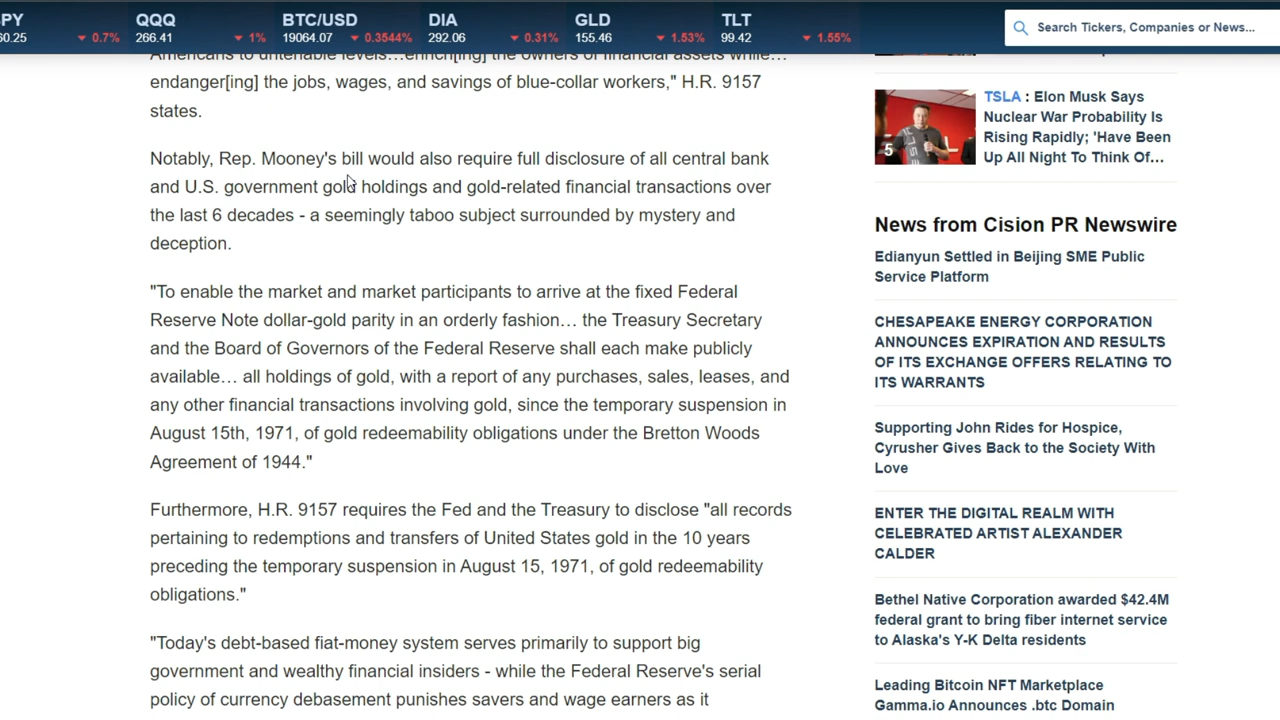 PY
60.25
0.7%
QQQ
266.41
1%
BTC/USD
19064.07
0.3544%
DIA
292.06
0.31%
GLD
155.46
1.53%
TLT
99.42
1.55%
Search Tickers, Companies or News...
Americans to untenable levels…enrich[ing] the owners of financial assets while…
endanger[ing] the jobs, wages, and savings of blue-collar workers," H.R. 9157
states.
Notably, Rep. Mooney's bill would also require full disclosure of all central bank
and U.S. government gold holdings and gold-related financial transactions over
the last 6 decades - a seemingly taboo subject surrounded by mystery and
deception.
"To enable the market and market participants to arrive at the fixed Federal
Reserve Note dollar-gold parity in an orderly fashion… the Treasury Secretary
and the Board of Governors of the Federal Reserve shall each make publicly
available… all holdings of gold, with a report of any purchases, sales, leases, and
any other financial transactions involving gold, since the temporary suspension in
August 15th, 1971, of gold redeemability obligations under the Bretton Woods
Agreement of 1944."
Furthermore, H.R. 9157 requires the Fed and the Treasury to disclose "all records
pertaining to redemptions and transfers of United States gold in the 10 years
preceding the temporary suspension in August 15, 1971, of gold redeemability
obligations."
"Today's debt-based fiat-money system serves primarily to support big
government and wealthy financial insiders - while the Federal Reserve's serial
policy of currency debasement punishes savers and wage earners as it
5
TSLA : Elon Musk Says
Nuclear War Probability Is
Rising Rapidly; 'Have Been
Up All Night To Think Of…
News from Cision PR Newswire
Edianyun Settled in Beijing SME Public
Service Platform
CHESAPEAKE ENERGY CORPORATION
ANNOUNCES EXPIRATION AND RESULTS
OF ITS EXCHANGE OFFERS RELATING TO
ITS WARRANTS
Supporting John Rides for Hospice,
Cyrusher Gives Back to the Society With
Love
ENTER THE DIGITAL REALM WITH
CELEBRATED ARTIST ALEXANDER
CALDER
Bethel Native Corporation awarded $42.4M
federal grant to bring fiber internet service
to Alaska's Y-K Delta residents
Leading Bitcoin NFT Marketplace
Gamma.io Announces .btc Domain